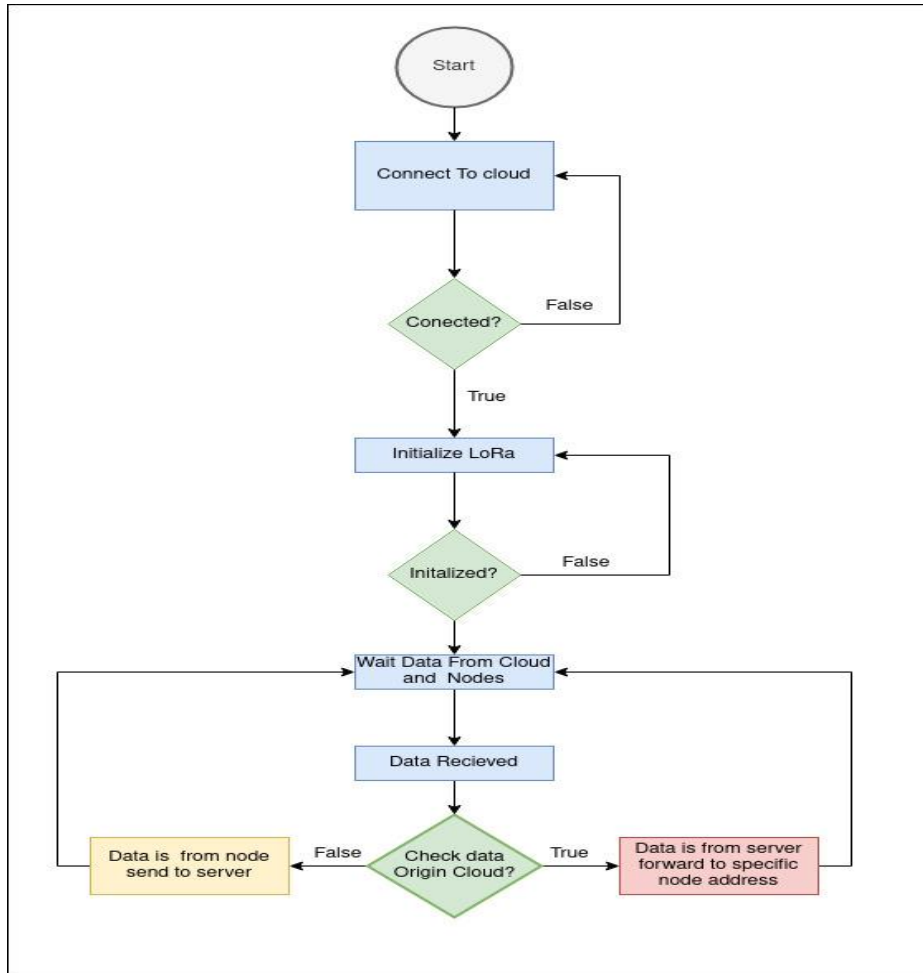 Start
Connect To cloud
False
Conected?
True
Initialize LoRa
Initalized?
False
Wait Data From Cloud
and Nodes
Data Recieved
Data is from node
send to server
False
Check data
Origin Cloud?
True
Data is from server
forward to specific
node address